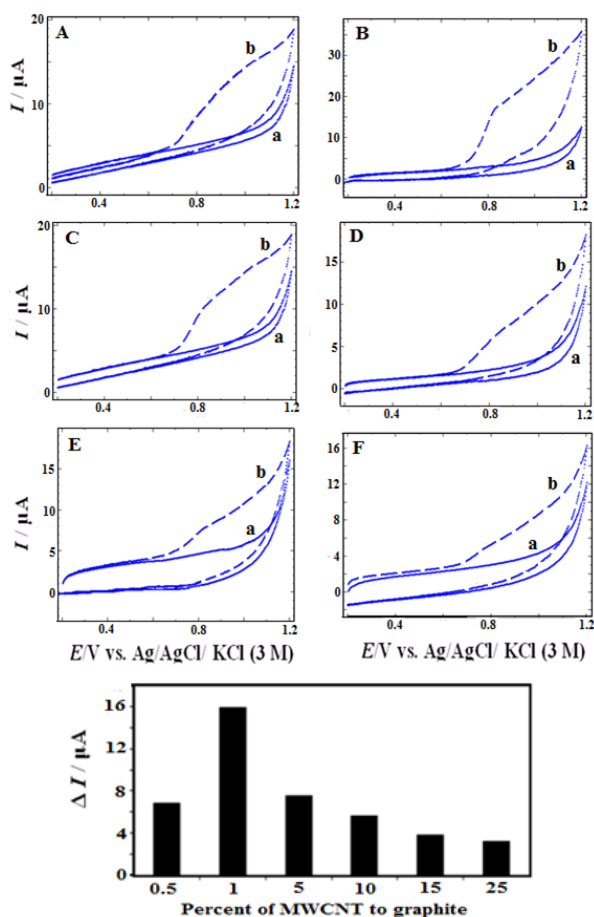 A
B
b
b
a
a
I / µA
20
10
0
30
20
10
0
0.4
0.8
1.2
0.4
0.8
1.2
C
D
b
b
a
a
I / µA
20
10
0
15
10
5
0
0.4
0.8
1.2
0.4
0.8
1.2
E
F
b
b
a
a
I / µA
15
10
5
0
16
12
8
4
0
0.4
0.8
1.2
0.4
0.8
1.2
E/V vs. Ag/AgCl/ KCl (3 M)
E/V vs. Ag/AgCl/ KCl (3 M)
Δ I / µA
16
12
8
4
0
0.5
1
5
10
15
25
Percent of MWCNT to graphite